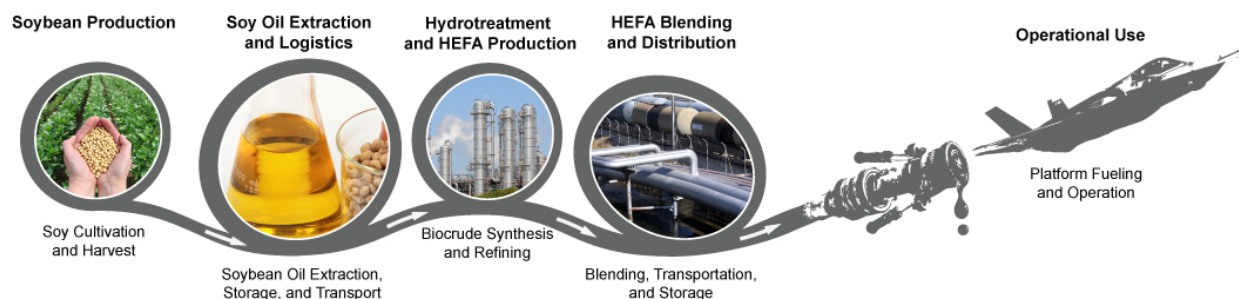 Soybean Production
Soy Cultivation
and Harvest
Soy Oil Extraction
and Logistics
Soybean Oil Extraction,
Storage, and Transport
Hydrotreatment
and HEFA Production
Biocrude Synthesis
and Refining
HEFA Blending
and Distribution
Blending, Transportation,
and Storage
Operational Use
Platform Fueling
and Operation